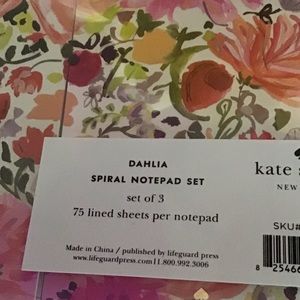 DAHLIA
SPIRAL NOTEPAD SET
set of 3
75 lined sheets per notepad
Made in China / published by lifeguard press
www.lifeguardpress.com | 1.800.992.3006
kate
NEW
SKU#
8 25466